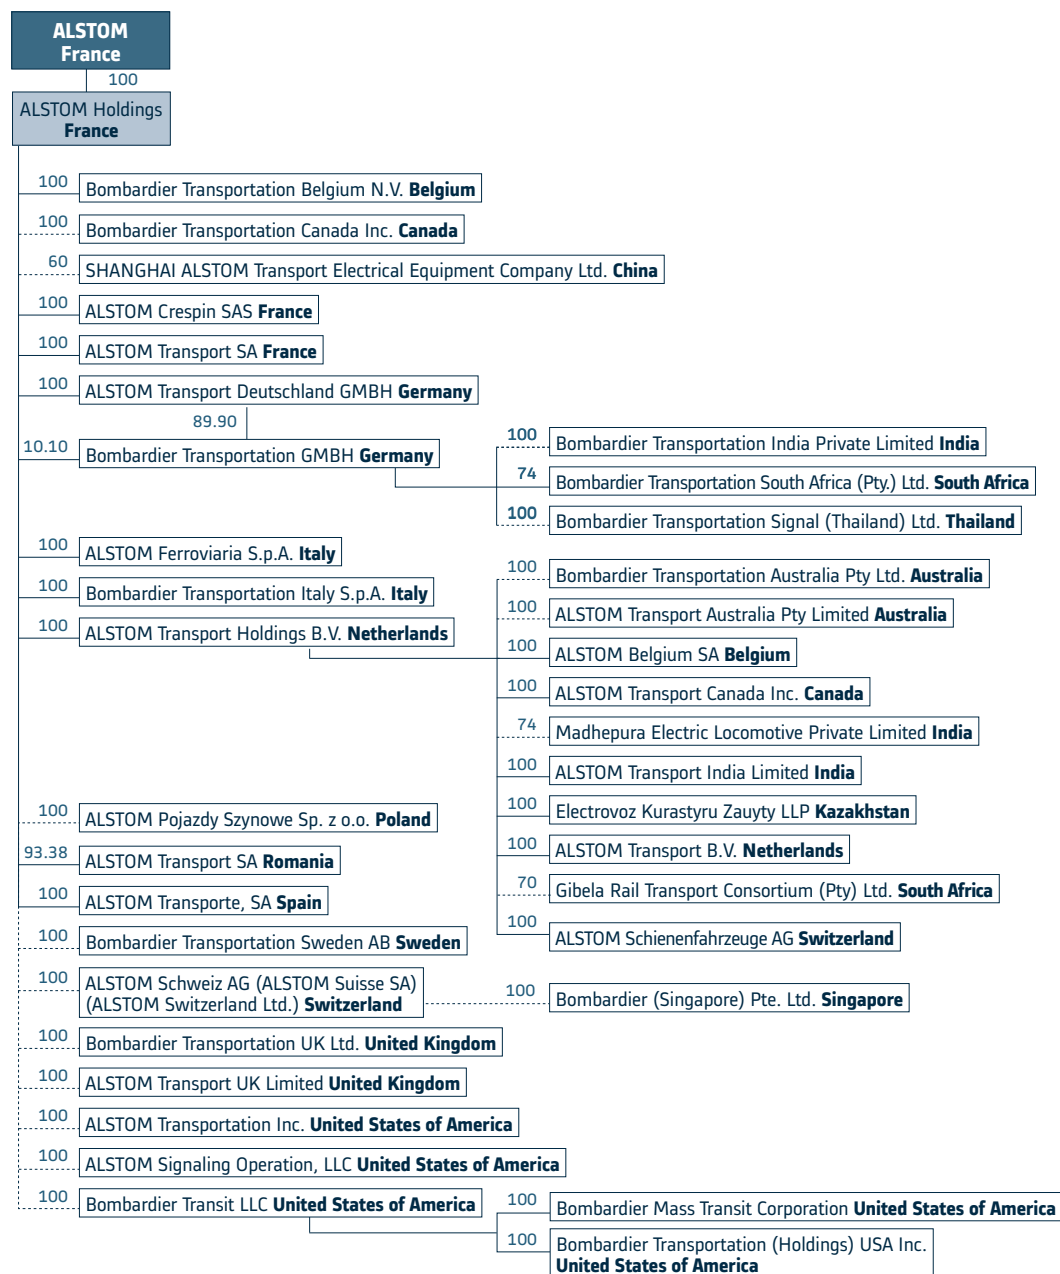 ALSTOM
France
100
ALSTOM Holdings
France
100
Bombardier Transportation Belgium N.V. Belgium
100
Bombardier Transportation Canada Inc. Canada
60
SHANGHAI ALSTOM Transport Electrical Equipment Company Ltd. China
100
ALSTOM Crespin SAS France
100
ALSTOM Transport SA France
100
ALSTOM Transport Deutschland GMBH Germany
89.90
10.10
Bombardier Transportation GMBH Germany
100
Bombardier Transportation India Private Limited India
74
Bombardier Transportation South Africa (Pty.) Ltd. South Africa
100
Bombardier Transportation Signal (Thailand) Ltd. Thailand
100
ALSTOM Ferroviaria S.p.A. Italy
100
Bombardier Transportation Italy S.p.A. Italy
100
ALSTOM Transport Holdings B.V. Netherlands
100
Bombardier Transportation Australia Pty Ltd. Australia
100
ALSTOM Transport Australia Pty Limited Australia
100
ALSTOM Belgium SA Belgium
100
ALSTOM Transport Canada Inc. Canada
74
Madhepura Electric Locomotive Private Limited India
100
ALSTOM Transport India Limited India
100
Electrovoz Kurastyru Zauyty LLP Kazakhstan
100
ALSTOM Transport B.V. Netherlands
70
Gibela Rail Transport Consortium (Pty) Ltd. South Africa
100
ALSTOM Schienenfahrzeuge AG Switzerland
100
ALSTOM Pojazdy Szynowe Sp. z o.o. Poland
93.38
ALSTOM Transport SA Romania
100
ALSTOM Transporte, SA Spain
100
Bombardier Transportation Sweden AB Sweden
100
ALSTOM Schweiz AG (ALSTOM Suisse SA)
(ALSTOM Switzerland Ltd.) Switzerland
100
Bombardier (Singapore) Pte. Ltd. Singapore
100
Bombardier Transportation UK Ltd. United Kingdom
100
ALSTOM Transport UK Limited United Kingdom
100
ALSTOM Transportation Inc. United States of America
100
ALSTOM Signaling Operation, LLC United States of America
100
Bombardier Transit LLC United States of America
100
Bombardier Mass Transit Corporation United States of America
100
Bombardier Transportation (Holdings) USA Inc.
United States of America